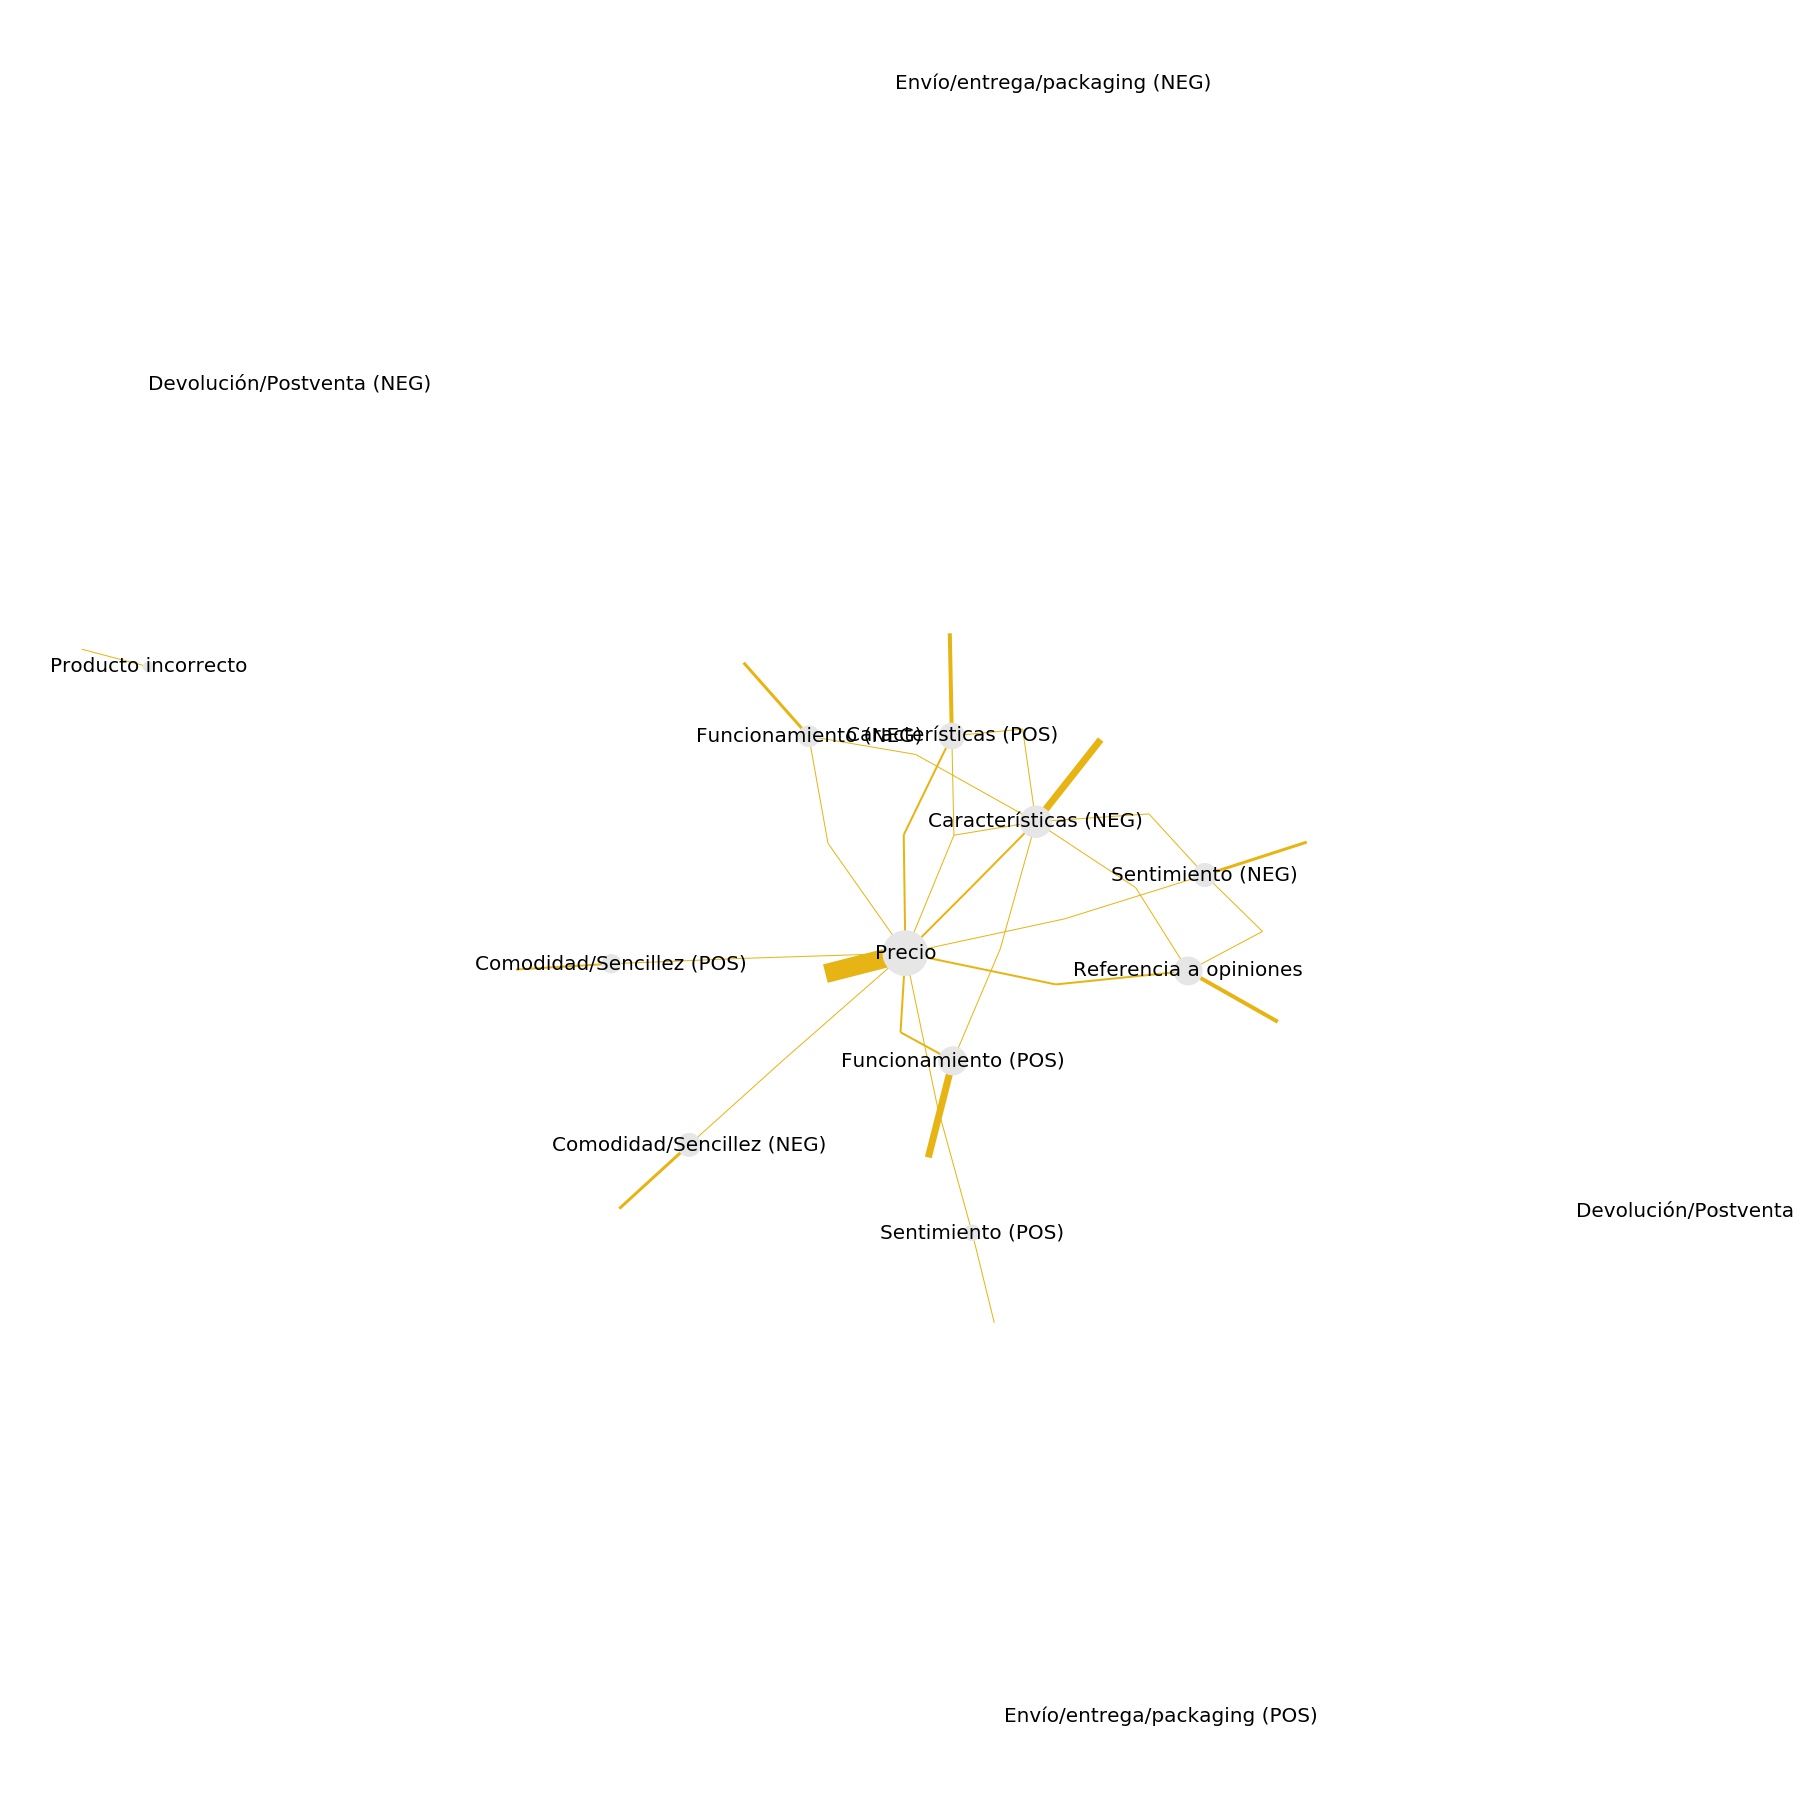 Envío/entrega/packaging (NEG)
Devolución/Postventa (NEG)
Producto incorrecto
Funcionamiento (NEG)
Características (POS)
Características (NEG)
Sentimiento (NEG)
Precio
Comodidad/Sencillez (POS)
Referencia a opiniones
Funcionamiento (POS)
Comodidad/Sencillez (NEG)
Devolución/Postventa
Sentimiento (POS)
Envío/entrega/packaging (POS)